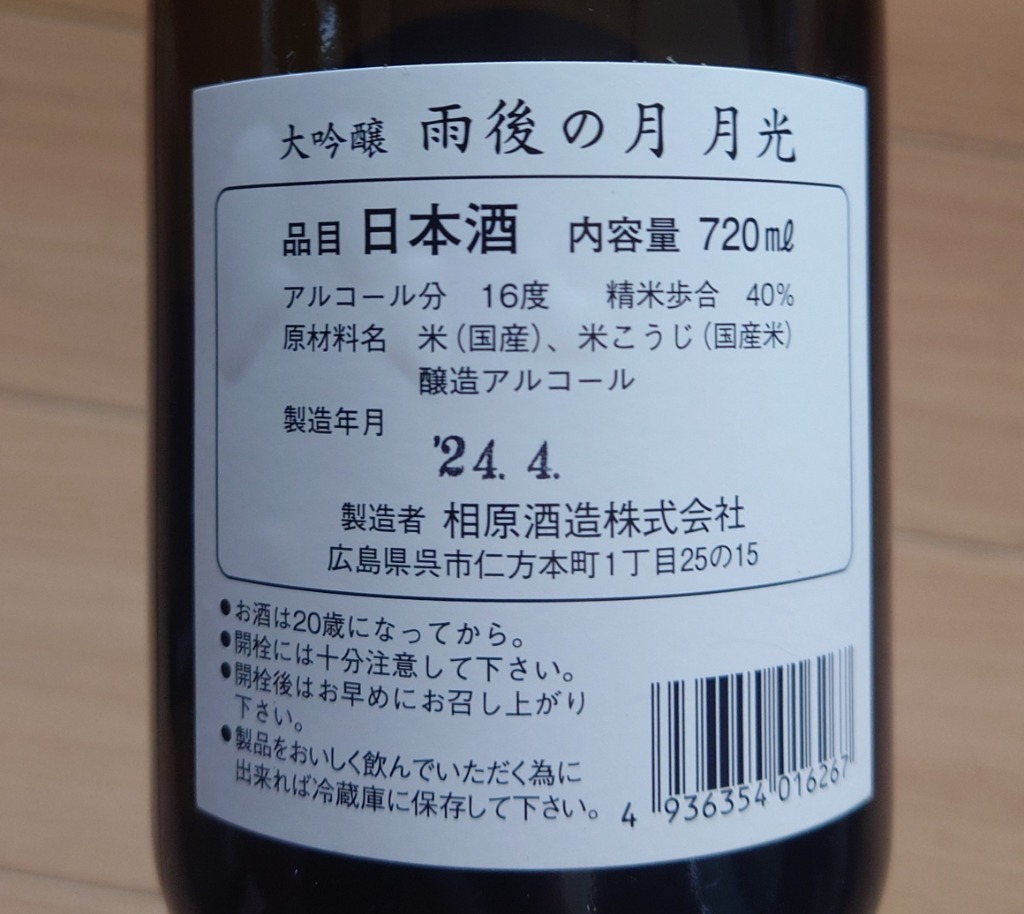 大吟醸 雨後の月 月光
品目 日本酒 内容量 720㎖
アルコール分 16度 精米歩合 40%
原材料名 米(国産)、米こうじ(国産米)
醸造アルコール
製造年月
'24. 4.
製造者 相原酒造株式会社
広島県呉市仁方本町1丁目25の15
●お酒は20歳になってから。
●開栓には十分注意して下さい。
●開栓後はお早めにお召し上がり
下さい。
●製品をおいしく飲んでいただく為に
出来れば冷蔵庫に保存して下さい。
4 936354 016267